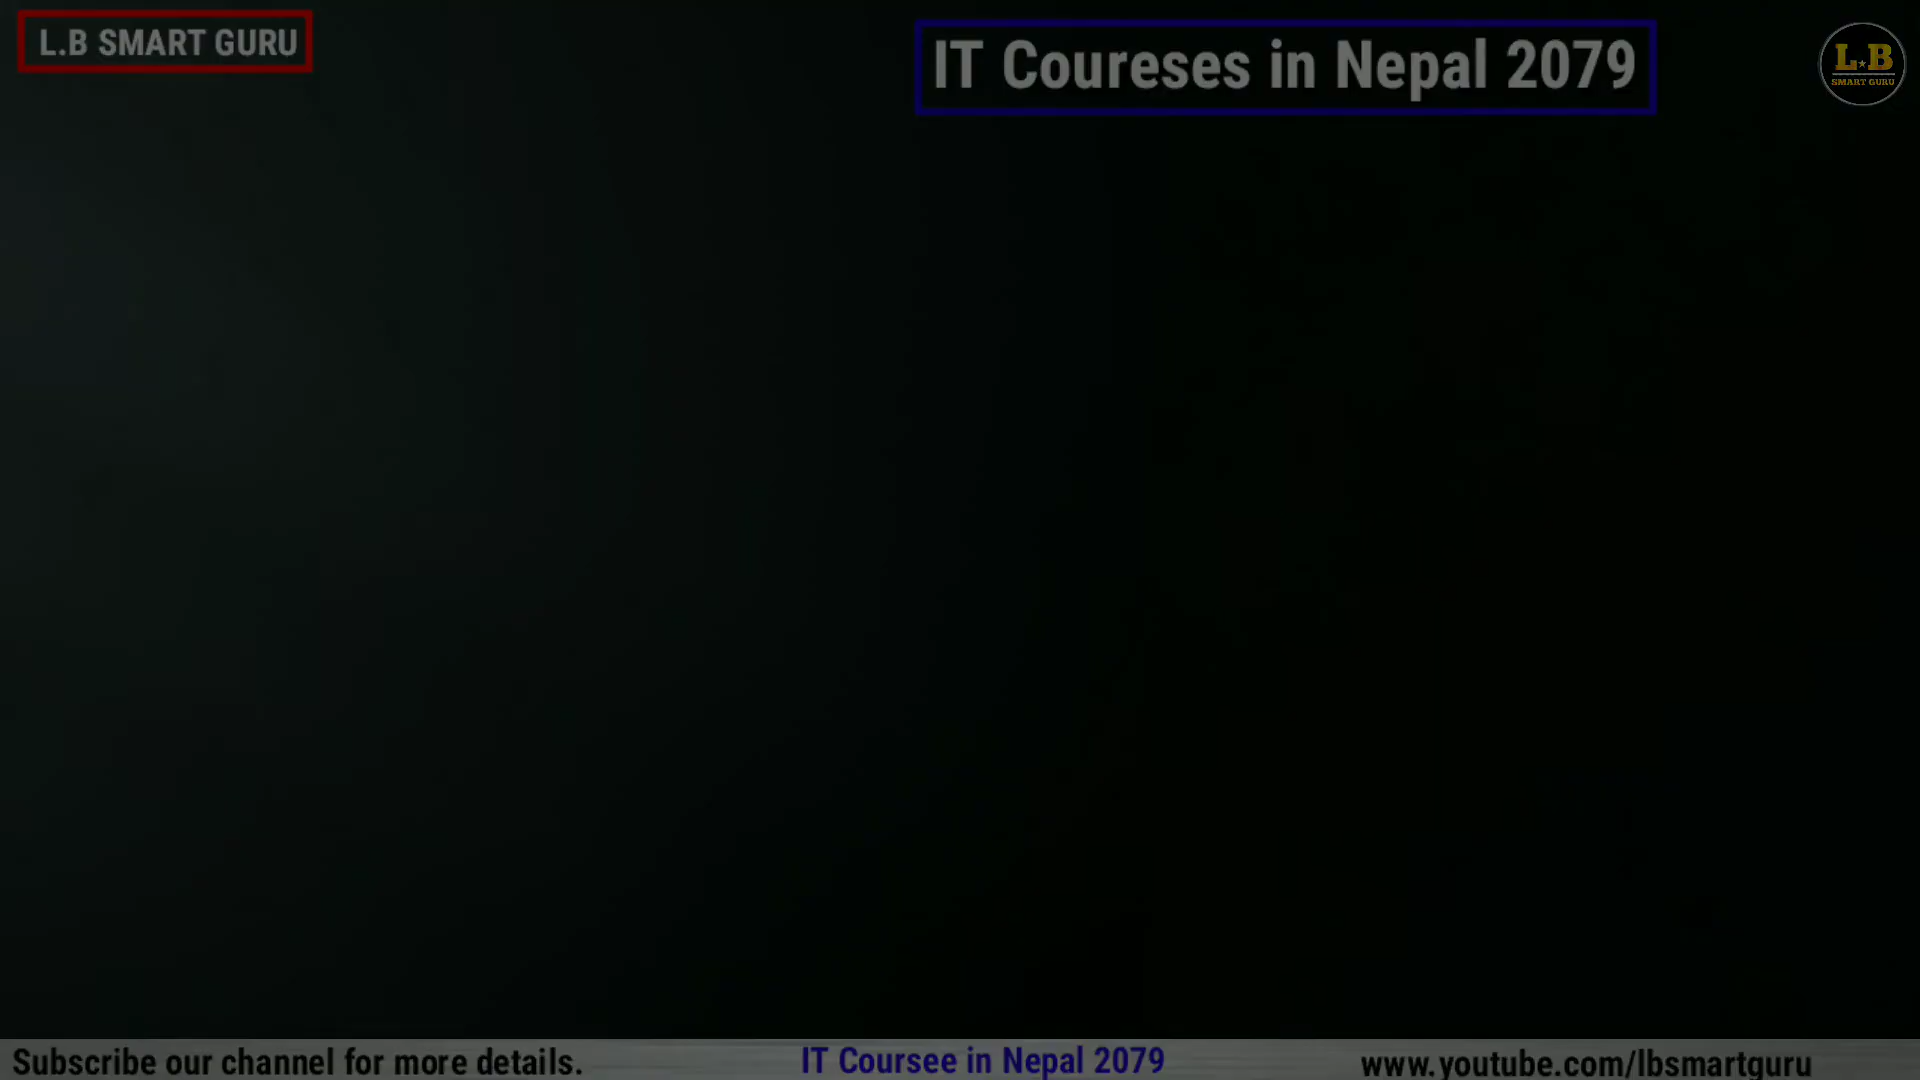 L.B SMART GURU
IT Coureses in Nepal 2079
L★B
SMART GURU
Subscribe our channel for more details.
IT Coursee in Nepal 2079
www.youtube.com/lbsmartguru